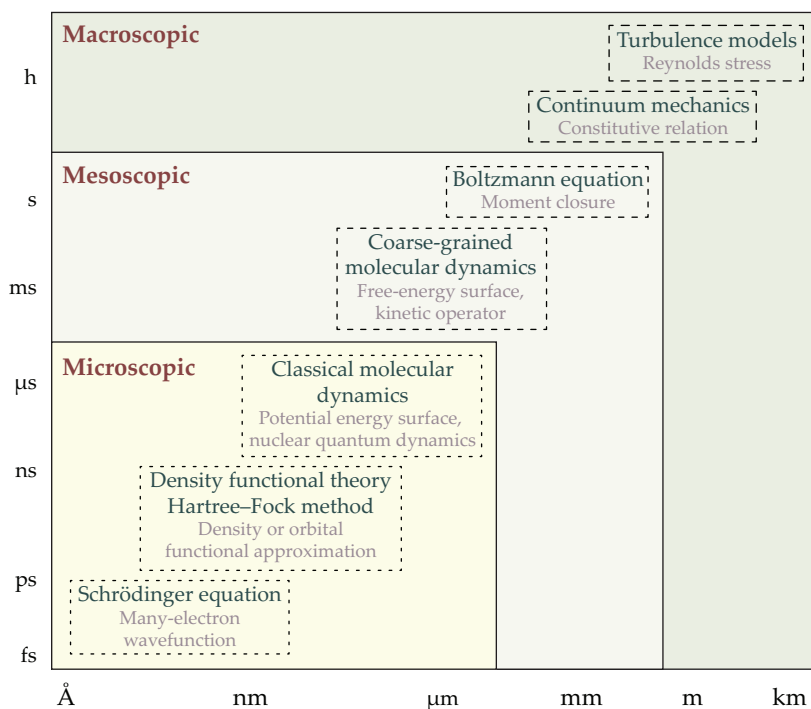 Macroscopic
Turbulence models
Reynolds stress
h
Continuum mechanics
Constitutive relation
Mesoscopic
Boltzmann equation
Moment closure
s
Coarse-grained
molecular dynamics
Free-energy surface,
kinetic operator
ms
Microscopic
Classical molecular
dynamics
Potential energy surface,
nuclear quantum dynamics
µs
ns
Density functional theory
Hartree–Fock method
Density or orbital
functional approximation
ps
Schrödinger equation
Many-electron
wavefunction
fs
Å nm µm mm m km